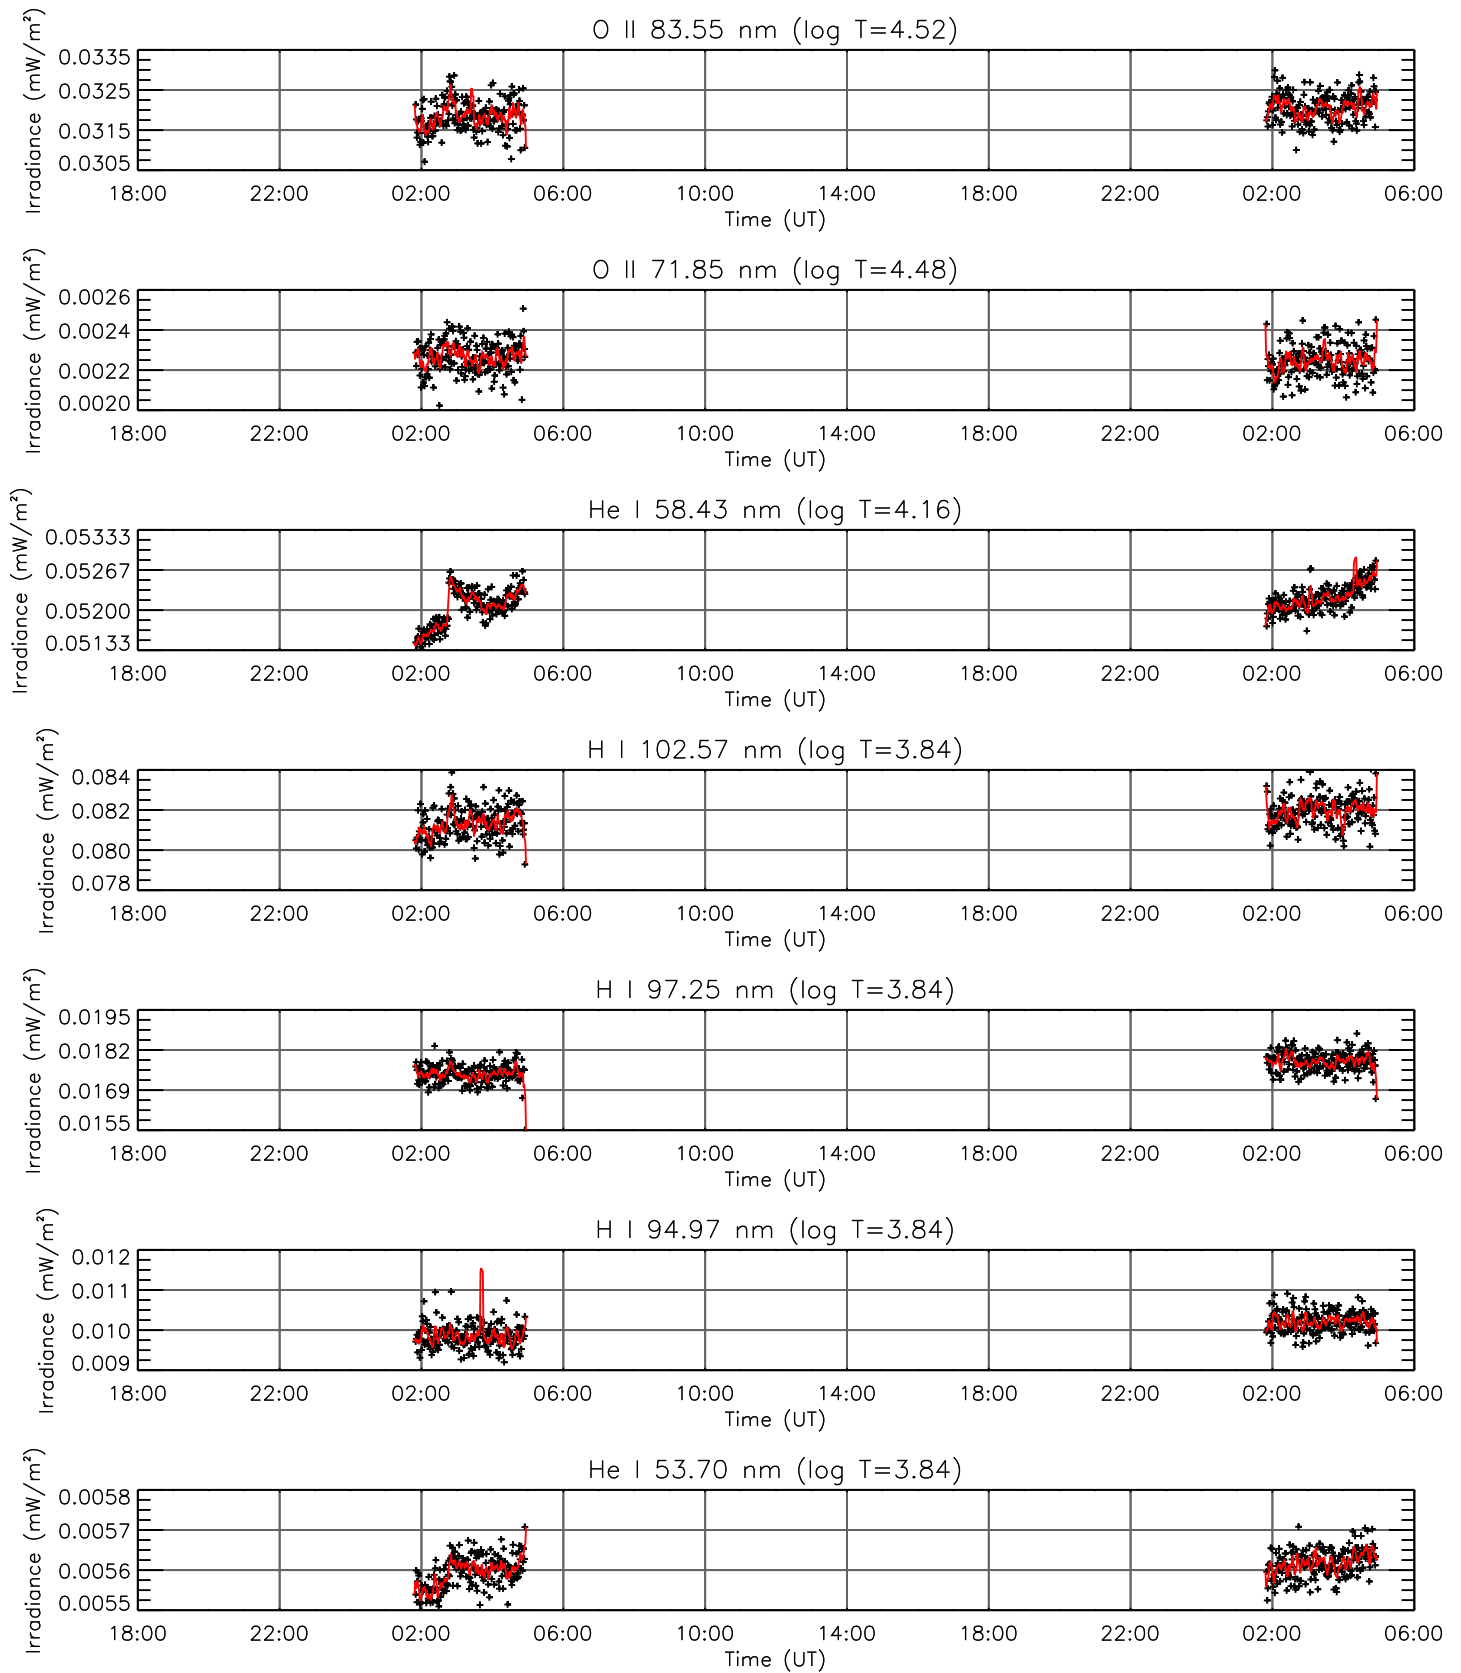 O II 83.55 nm (log T=4.52)
Irradiance (mW/m²)
0.0335
0.0325
0.0315
0.0305
18:00 22:00 02:00 06:00 10:00 14:00 18:00 22:00 02:00 06:00
Time (UT)
O II 71.85 nm (log T=4.48)
Irradiance (mW/m²)
0.0026
0.0024
0.0022
0.0020
18:00 22:00 02:00 06:00 10:00 14:00 18:00 22:00 02:00 06:00
Time (UT)
He I 58.43 nm (log T=4.16)
Irradiance (mW/m²)
0.05333
0.05267
0.05200
0.05133
18:00 22:00 02:00 06:00 10:00 14:00 18:00 22:00 02:00 06:00
Time (UT)
H I 102.57 nm (log T=3.84)
Irradiance (mW/m²)
0.084
0.082
0.080
0.078
18:00 22:00 02:00 06:00 10:00 14:00 18:00 22:00 02:00 06:00
Time (UT)
H I 97.25 nm (log T=3.84)
Irradiance (mW/m²)
0.0195
0.0182
0.0169
0.0155
18:00 22:00 02:00 06:00 10:00 14:00 18:00 22:00 02:00 06:00
Time (UT)
H I 94.97 nm (log T=3.84)
Irradiance (mW/m²)
0.012
0.011
0.010
0.009
18:00 22:00 02:00 06:00 10:00 14:00 18:00 22:00 02:00 06:00
Time (UT)
He I 53.70 nm (log T=3.84)
Irradiance (mW/m²)
0.0058
0.0057
0.0056
0.0055
18:00 22:00 02:00 06:00 10:00 14:00 18:00 22:00 02:00 06:00
Time (UT)